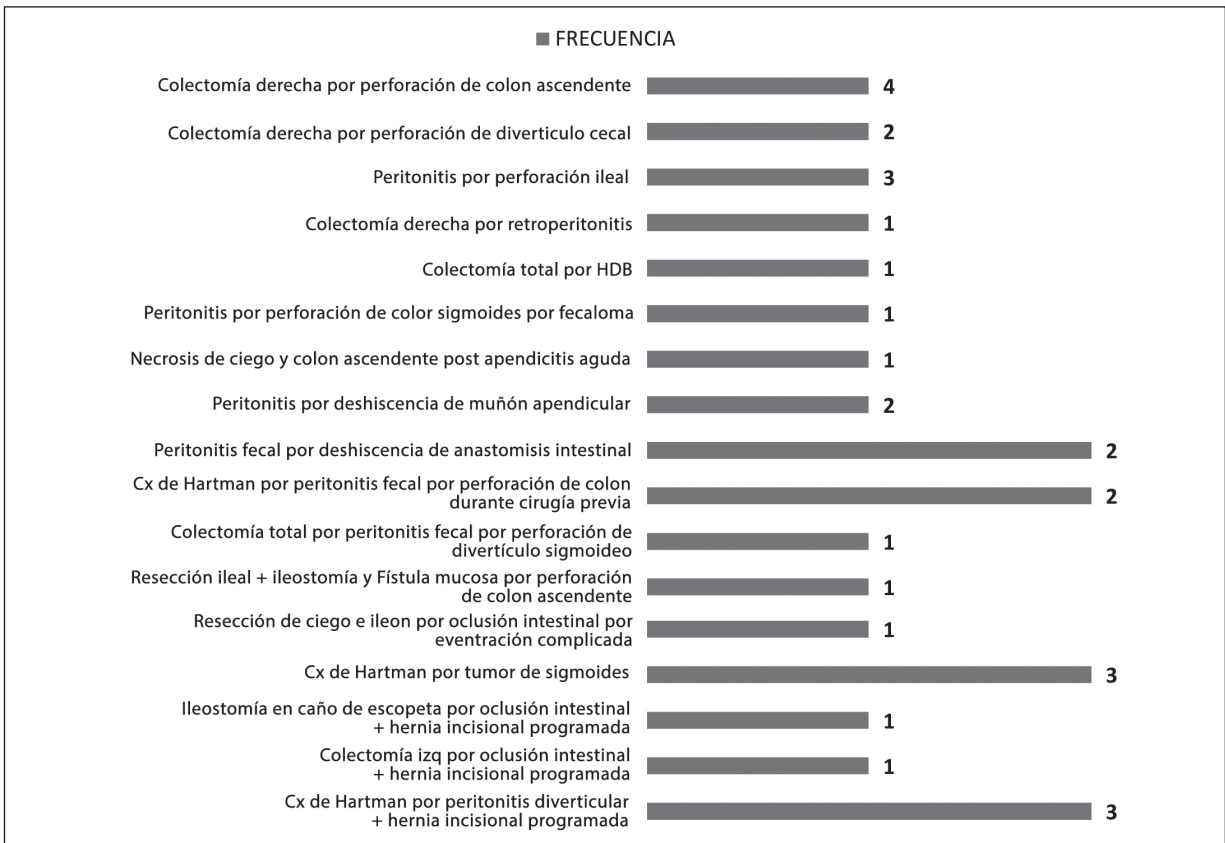 FRECUENCIA
Colectomía derecha por perforación de colon ascendente 4
Colectomía derecha por perforación de diverticulo cecal 2
Peritonitis por perforación ileal 3
Colectomía derecha por retroperitonitis 1
Colectomía total por HDB 1
Peritonitis por perforación de color sigmoides por fecaloma 1
Necrosis de ciego y colon ascendente post apendicitis aguda 1
Peritonitis por deshiscencia de muñón apendicular 2
Peritonitis fecal por deshiscencia de anastomisis intestinal 2
Cx de Hartman por peritonitis fecal por perforación de colon
durante cirugía previa 2
Colectomía total por peritonitis fecal por perforación de
divertículo sigmoideo 1
Resección ileal + ileostomía y Fístula mucosa por perforación
de colon ascendente 1
Resección de ciego e ileon por oclusión intestinal por
eventración complicada 1
Cx de Hartman por tumor de sigmoides 3
Ileostomía en caño de escopeta por oclusión intestinal
+ hernia incisional programada 1
Colectomía izq por oclusión intestinal
+ hernia incisional programada 1
Cx de Hartman por peritonitis diverticular
+ hernia incisional programada 3